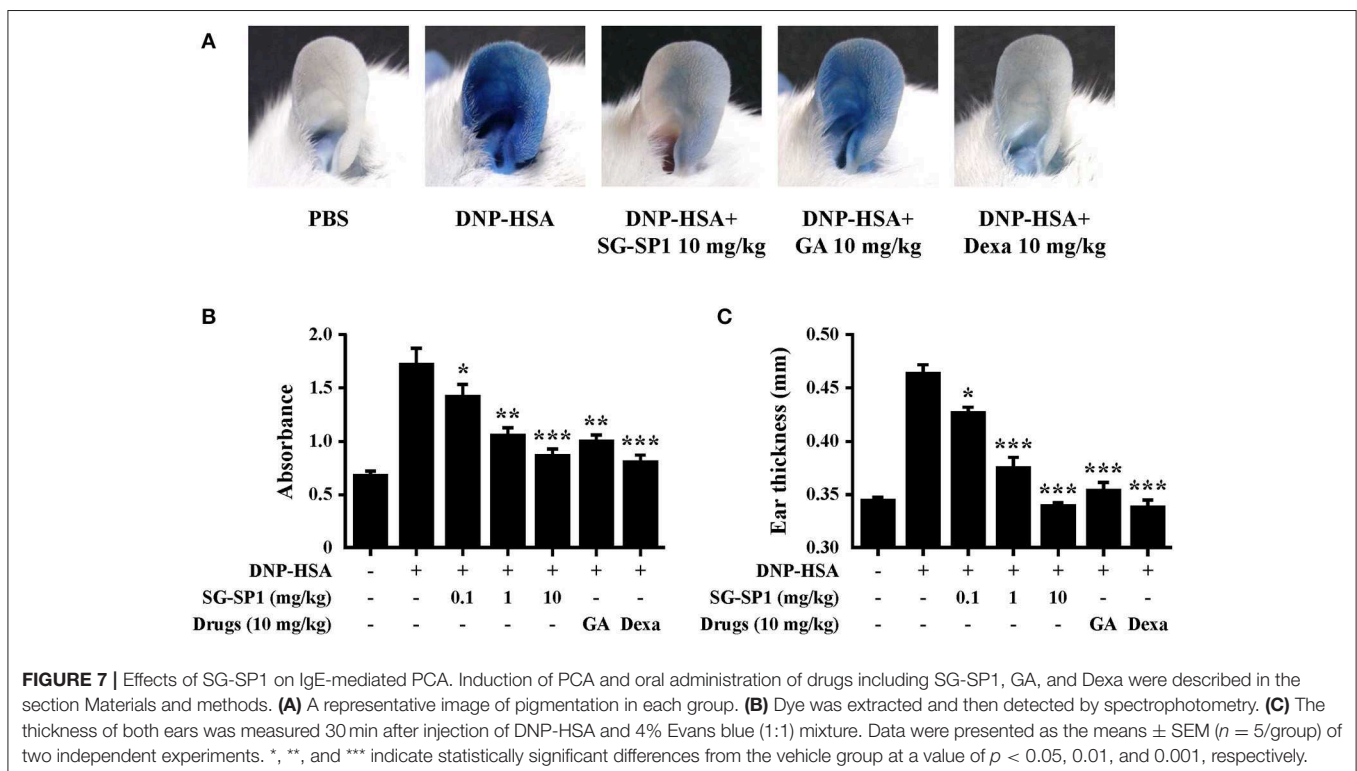 A
PBS
DNP-HSA
DNP-HSA+
SG-SP1 10 mg/kg
DNP-HSA+
GA 10 mg/kg
DNP-HSA+
Dexa 10 mg/kg
B
Absorbance
2.0
1.5
1.0
0.5
0
* ** *** ** ***
DNP-HSA - + + + + + +
SG-SP1 (mg/kg) - - 0.1 1 10 - -
Drugs (10 mg/kg) - - - - - GA Dexa
C
Ear thickness (mm)
0.50
0.45
0.40
0.35
0.30
* *** *** *** ***
DNP-HSA - + + + + + +
SG-SP1 (mg/kg) - - 0.1 1 10 - -
Drugs (10 mg/kg) - - - - - GA Dexa
FIGURE 7 | Effects of SG-SP1 on IgE-mediated PCA. Induction of PCA and oral administration of drugs including SG-SP1, GA, and Dexa were described in the
section Materials and methods. (A) A representative image of pigmentation in each group. (B) Dye was extracted and then detected by spectrophotometry. (C) The
thickness of both ears was measured 30 min after injection of DNP-HSA and 4% Evans blue (1:1) mixture. Data were presented as the means ± SEM (n = 5/group) of
two independent experiments. *, **, and *** indicate statistically significant differences from the vehicle group at a value of p < 0.05, 0.01, and 0.001, respectively.